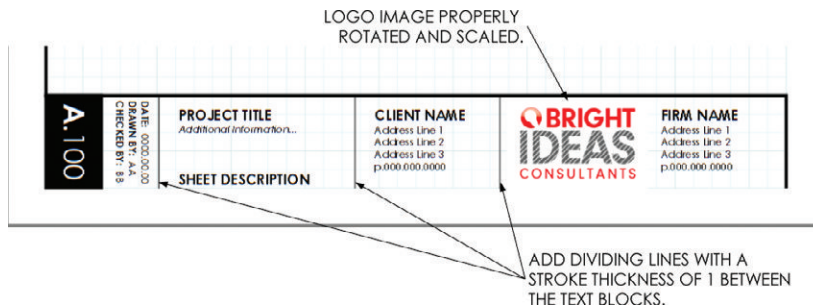 LOGO IMAGE PROPERLY
ROTATED AND SCALED.
A.100
DATE: 0000.00.00
DRAWN BY: AA
CHECKED BY: BB
PROJECT TITLE
Additional Information...
SHEET DESCRIPTION
CLIENT NAME
Address Line 1
Address Line 2
Address Line 3
p.000.000.0000
BRIGHT
IDEAS
CONSULTANTS
FIRM NAME
Address Line 1
Address Line 2
Address Line 3
p.000.000.0000
ADD DIVIDING LINES WITH A
STROKE THICKNESS OF 1 BETWEEN
THE TEXT BLOCKS.